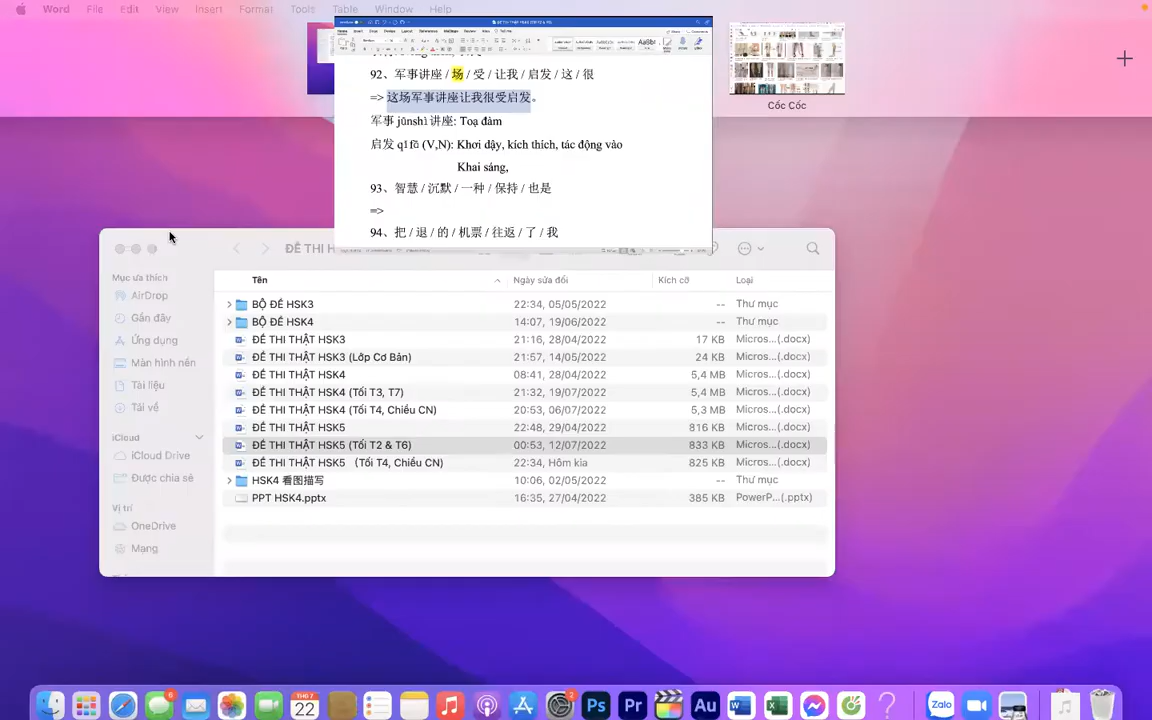 Word File Edit View Insert Format Tools Table Window Help
92、军事讲座 / 场 / 受 / 让我 / 启发 / 这 / 很
=> 这场军事讲座让我很受启发。
军事 jūnshì 讲座: Toạ đàm
启发 qǐfā (V,N): Khơi dậy, kích thích, tác động vào
Khai sáng,
93、智慧 / 沉默 / 一种 / 保持 / 也是
=>
94、把 / 退 / 的 / 机票 / 往返 / 了 / 我
Cốc Cốc
ĐỀ THI H
Mục ưa thích
AirDrop
Gần đây
Ứng dụng
Màn hình nền
Tài liệu
Tải về
iCloud
iCloud Drive
Được chia sẻ
Vị trí
OneDrive
Mạng
Tên Ngày sửa đổi Kích cỡ Loại
BỘ ĐỀ HSK3 22:34, 05/05/2022 -- Thư mục
BỘ ĐỀ HSK4 14:07, 19/06/2022 -- Thư mục
ĐỀ THI THẬT HSK3 21:16, 28/04/2022 17 KB Micros...(.docx)
ĐỀ THI THẬT HSK3 (Lớp Cơ Bản) 21:57, 14/05/2022 24 KB Micros...(.docx)
ĐỀ THI THẬT HSK4 08:41, 28/04/2022 5,4 MB Micros...(.docx)
ĐỀ THI THẬT HSK4 (Tối T3, T7) 21:32, 19/07/2022 5,4 MB Micros...(.docx)
ĐỀ THI THẬT HSK4 (Tối T4, Chiều CN) 20:53, 06/07/2022 5,3 MB Micros...(.docx)
ĐỀ THI THẬT HSK5 22:48, 29/04/2022 816 KB Micros...(.docx)
ĐỀ THI THẬT HSK5 (Tối T2 & T6) 00:53, 12/07/2022 833 KB Micros...(.docx)
ĐỀ THI THẬT HSK5 (Tối T4, Chiều CN) 22:34, Hôm kia 825 KB Micros...(.docx)
HSK4 看图描写 10:06, 02/05/2022 -- Thư mục
PPT HSK4.pptx 16:35, 27/04/2022 385 KB PowerP...(.pptx)
6
THG 7
22
2
Ps Pr Au
Zalo